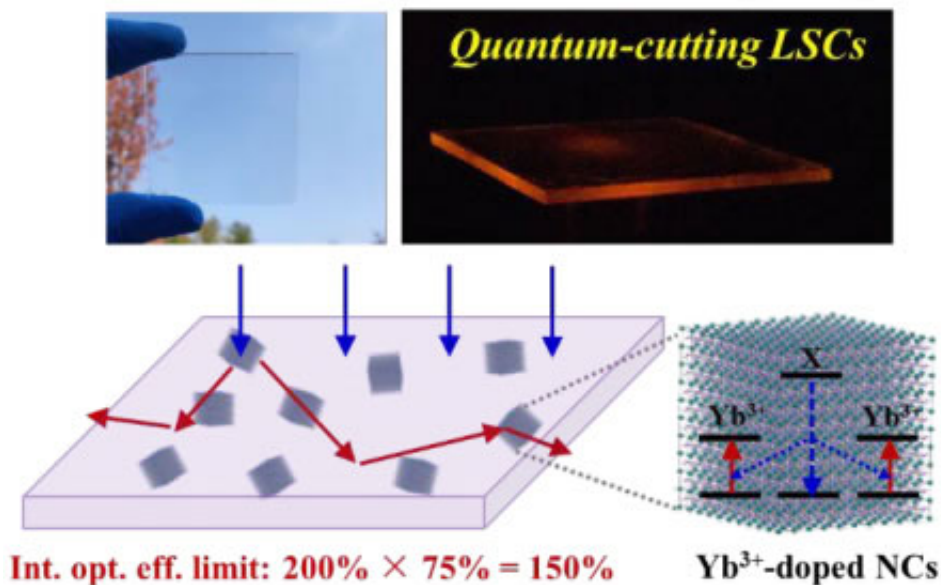 Quantum-cutting LSCs
X
Yb³⁺ Yb³⁺
Int. opt. eff. limit: 200% × 75% = 150%
Yb³⁺-doped NCs